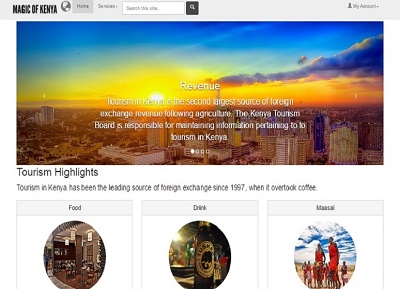 MAGIC OF KENYA
Home
Services
Search this site...
My Account
Revenue
Tourism in Kenya is the second largest source of foreign
exchange revenue following agriculture. The Kenya Tourism
Board is responsible for maintaining information pertaining to to
tourism in Kenya.
Tourism Highlights
Tourism in Kenya has been the leading source of foreign exchange since 1997, when it overtook coffee.
Food
Drink
Maasai